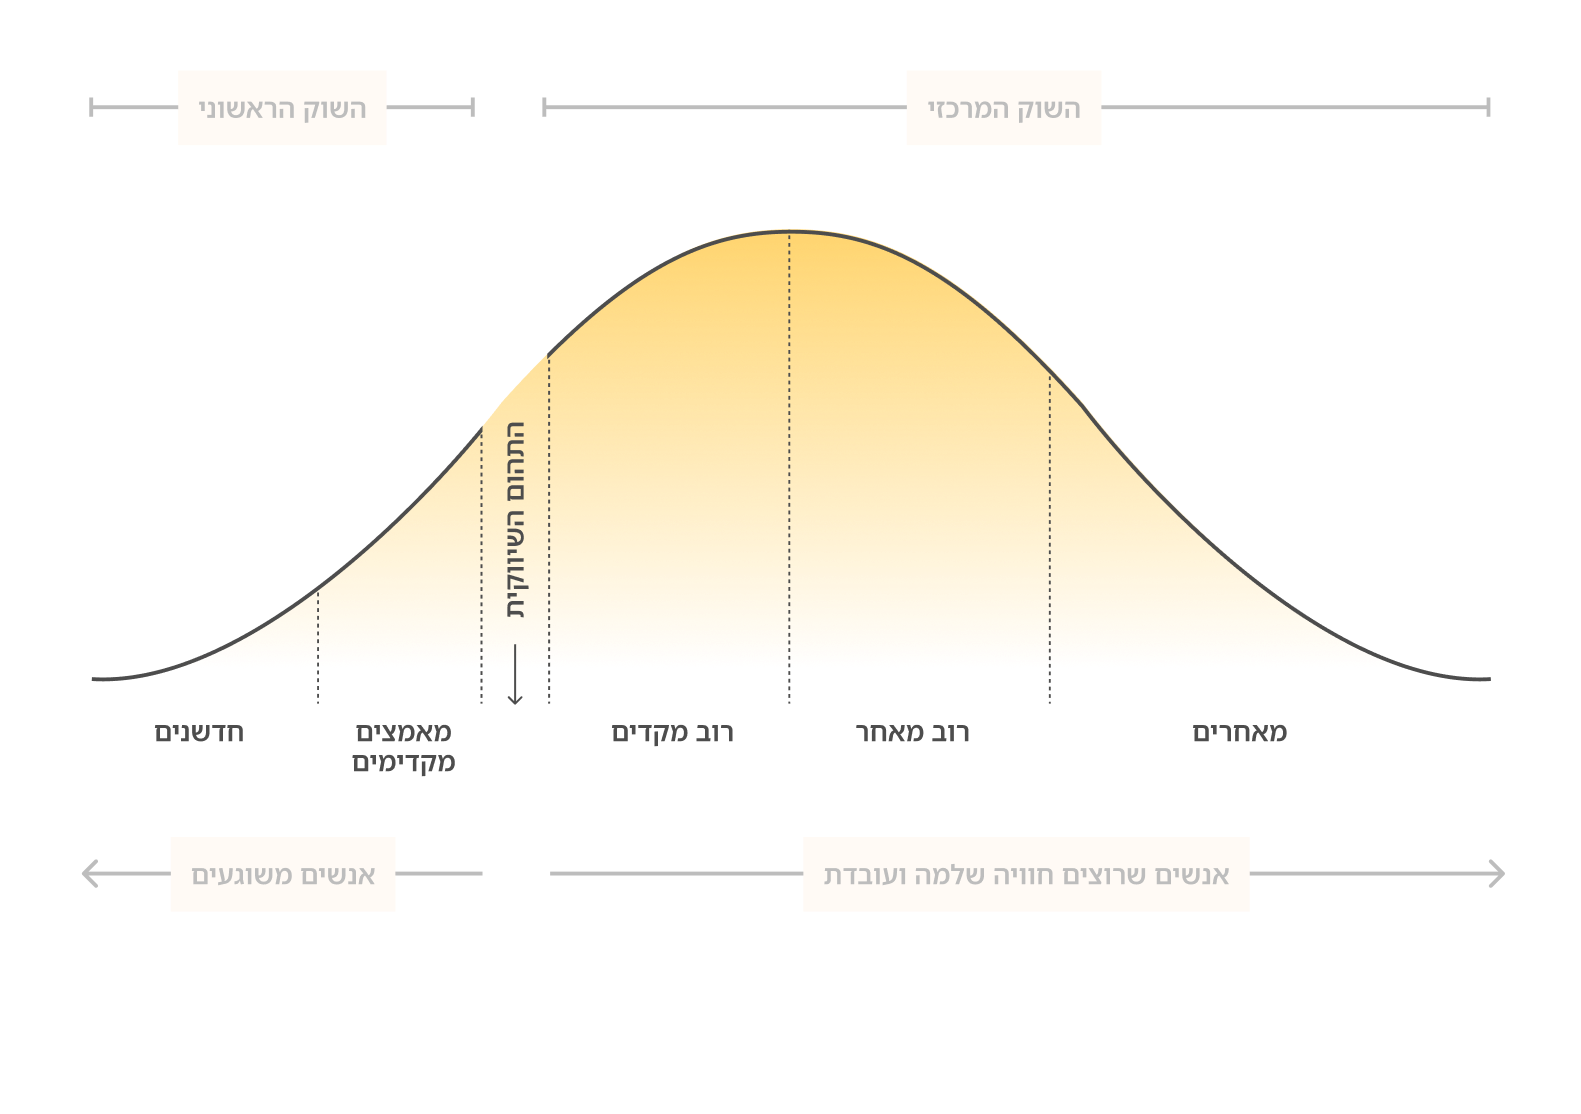 השוק הראשוני
השוק המרכזי
התהום השיווקית
חדשנים
מאמצים
מקדימים
רוב מקדים
רוב מאחר
מאחרים
אנשים משוגעים
אנשים שרוצים חוויה שלמה ועובדת